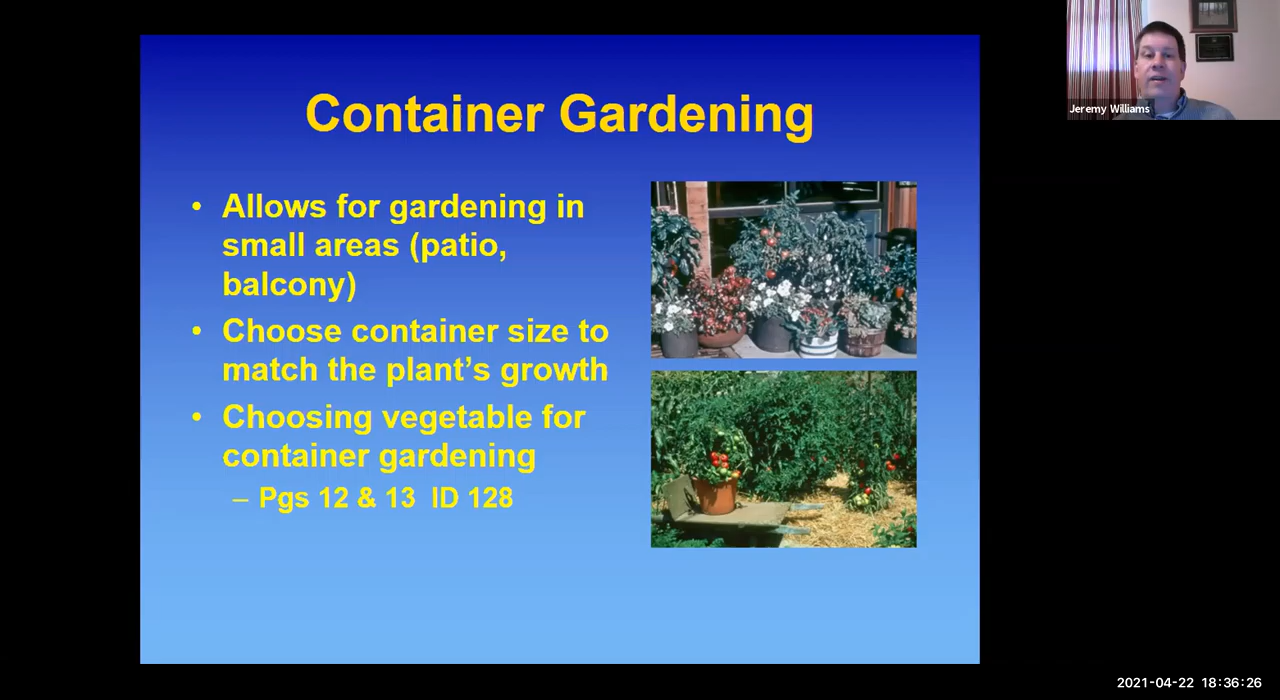 Container Gardening
• Allows for gardening in
small areas (patio,
balcony)
• Choose container size to
match the plant’s growth
• Choosing vegetable for
container gardening
– Pgs 12 & 13 ID 128
Jeremy Williams
2021-04-22 18:36:26